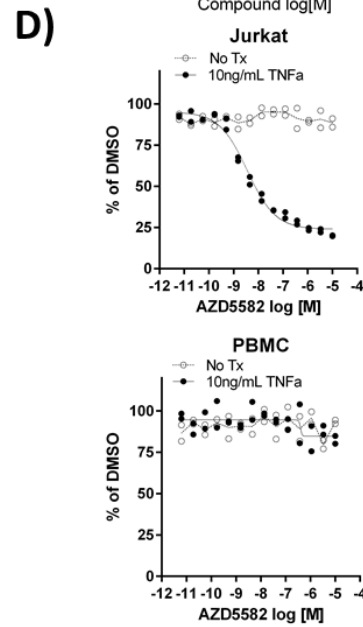 Compound log[M]
D)
Jurkat
No Tx
10ng/mL TNFa
100
75
50
25
0
% of DMSO
-12 -11 -10 -9 -8 -7 -6 -5 -4
AZD5582 log [M]
PBMC
No Tx
10ng/mL TNFa
100
75
50
25
0
% of DMSO
-12 -11 -10 -9 -8 -7 -6 -5 -4
AZD5582 log [M]